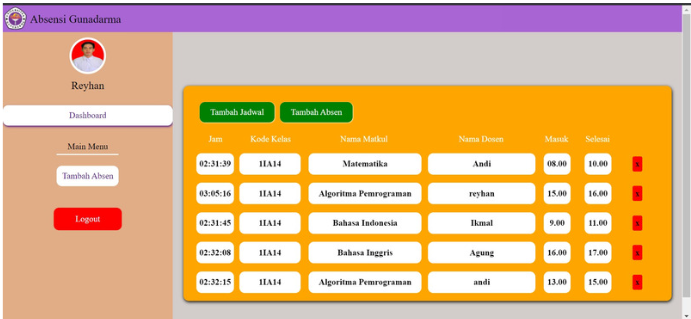 Absensi Gunadarma
Reyhan
Dashboard
Main Menu
Tambah Absen
Logout
Tambah Jadwal Tambah Absen
Jam Kode Kelas Nama Matkul Nama Dosen Masuk Selesai
02:31:39 1IA14 Matematika Andi 08.00 10.00 x
03:05:16 1IA14 Algoritma Pemrograman reyhan 15.00 16.00 x
02:31:45 1IA14 Bahasa Indonesia Ikmal 9.00 11.00 x
02:32:08 1IA14 Bahasa Inggris Agung 16.00 17.00 x
02:32:15 1IA14 Algoritma Pemrograman andi 13.00 15.00 x